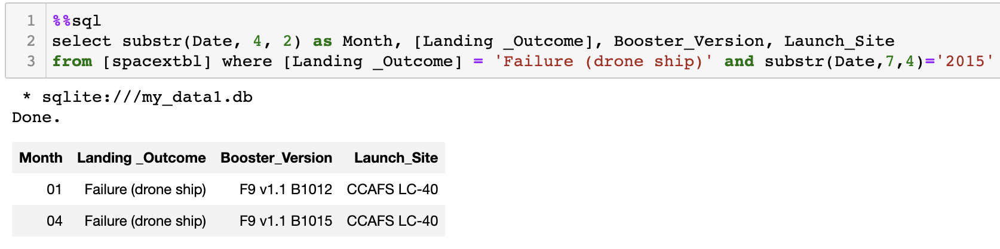 1 %%sql
2 select substr(Date, 4, 2) as Month, [Landing _Outcome], Booster_Version, Launch_Site
3 from [spacextbl] where [Landing _Outcome] = 'Failure (drone ship)' and substr(Date,7,4)='2015'
* sqlite:///my_data1.db
Done.
Month Landing _Outcome Booster_Version Launch_Site
01 Failure (drone ship) F9 v1.1 B1012 CCAFS LC-40
04 Failure (drone ship) F9 v1.1 B1015 CCAFS LC-40